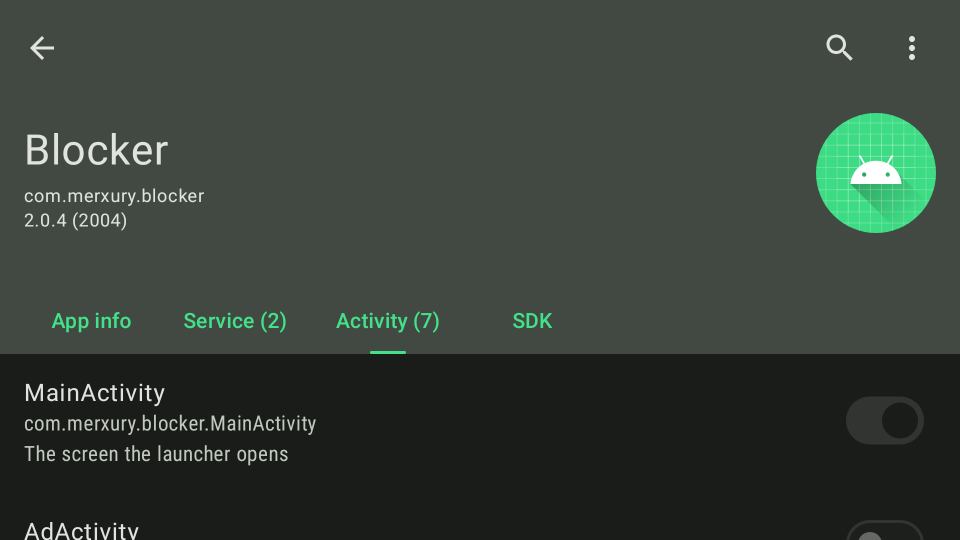 Blocker
com.merxury.blocker
2.0.4 (2004)
App info
Service (2)
Activity (7)
SDK
MainActivity
com.merxury.blocker.MainActivity
The screen the launcher opens
AdActivity